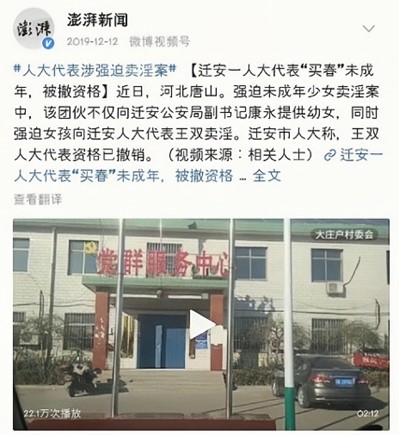 澎湃
澎湃新闻
2019-12-12 微博视频号
#人大代表涉强迫卖淫案# 【迁安一人大代表“买春”未成
年，被撤资格】近日，河北唐山。强迫未成年少女卖淫案
中，该团伙不仅向迁安公安局副书记康永提供幼女，同时
强迫女孩向迁安人大代表王双卖淫。迁安市人大称，王双
人大代表资格已撤销。（视频来源：相关人士） 迁安一
人大代表“买春”未成年，被撤资格 ... 全文
查看翻译
大庄户村委会
党群服务中心
22.1万次播放
02:12